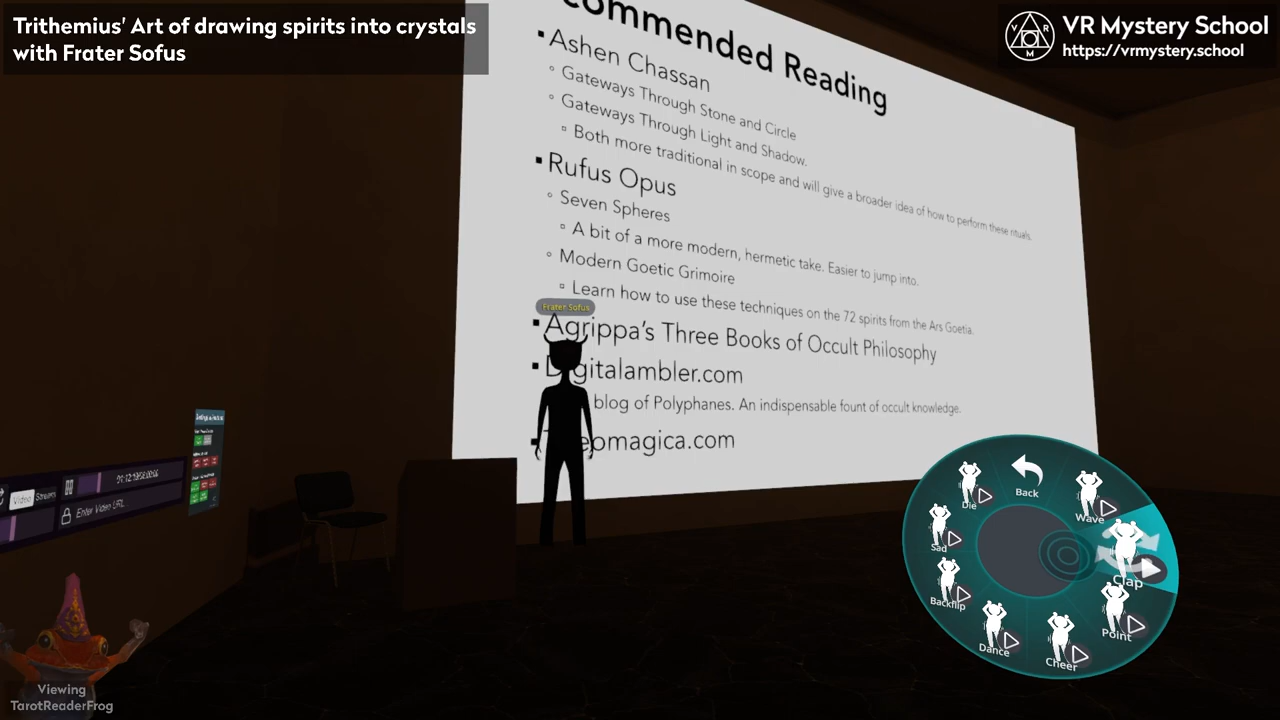 Trithemius' Art of drawing spirits into crystals
with Frater Sofus
V R
M
VR Mystery School
https://vrmystery.school
commended Reading
▪ Ashen Chassan
◦ Gateways Through Stone and Circle
◦ Gateways Through Light and Shadow.
▫ Both more traditional in scope and will give a broader idea of how to perform these rituals.
▪ Rufus Opus
◦ Seven Spheres
▫ A bit of a more modern, hermetic take. Easier to jump into.
◦ Modern Goetic Grimoire
▫ Learn how to use these techniques on the 72 spirits from the Ars Goetia.
Frater Sofus
▪ Agrippa's Three Books of Occult Philosophy
▪ Digitalambler.com
blog of Polyphanes. An indispensable fount of occult knowledge.
omagica.com
Video Streams
Enter Video URL...
Back
Wave
Clap
Point
Cheer
Dance
Backflip
Sad
Die
Viewing
TarotReaderFrog